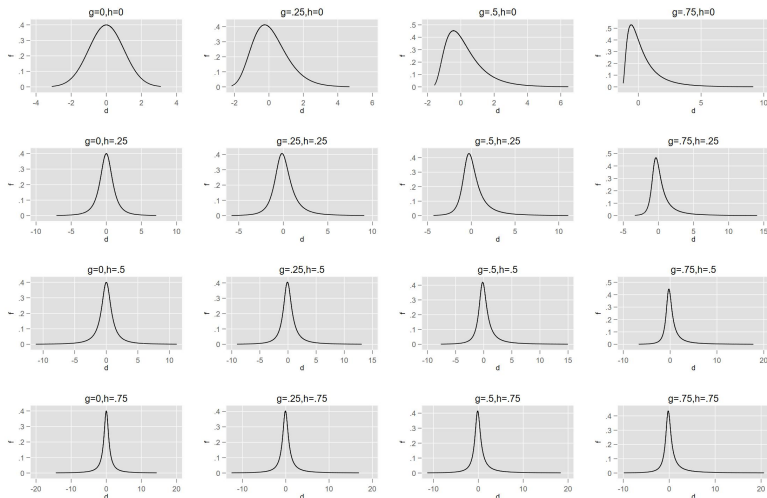 g=0,h=0
g=.25,h=0
g=.5,h=0
g=.75,h=0
.4
.3
.2
.1
0
f
-4 -2 0 2 4
d
.4
.3
.2
.1
0
f
-2 0 2 4 6
d
.5
.4
.3
.2
.1
0
f
-2 0 2 4 6
d
.5
.4
.3
.2
.1
0
f
0 5 10
d
g=0,h=.25
g=.25,h=.25
g=.5,h=.25
g=.75,h=.25
.4
.3
.2
.1
0
f
-10 -5 0 5 10
d
.4
.3
.2
.1
0
f
-5 0 5 10
d
.4
.3
.2
.1
0
f
-5 0 5 10
d
.5
.4
.3
.2
.1
0
f
-5 0 5 10 15
d
g=0,h=.5
g=.25,h=.5
g=.5,h=.5
g=.75,h=.5
.4
.3
.2
.1
0
f
-10 -5 0 5 10
d
.4
.3
.2
.1
0
f
-10 -5 0 5 10 15
d
.4
.3
.2
.1
0
f
-10 -5 0 5 10 15
d
.5
.4
.3
.2
.1
0
f
-10 0 10 20
d
g=0,h=.75
g=.25,h=.75
g=.5,h=.75
g=.75,h=.75
.4
.3
.2
.1
0
f
-20 -10 0 10 20
d
.4
.3
.2
.1
0
f
-10 0 10 20
d
.4
.3
.2
.1
0
f
-10 0 10 20
d
.4
.3
.2
.1
0
f
-10 0 10 20
d